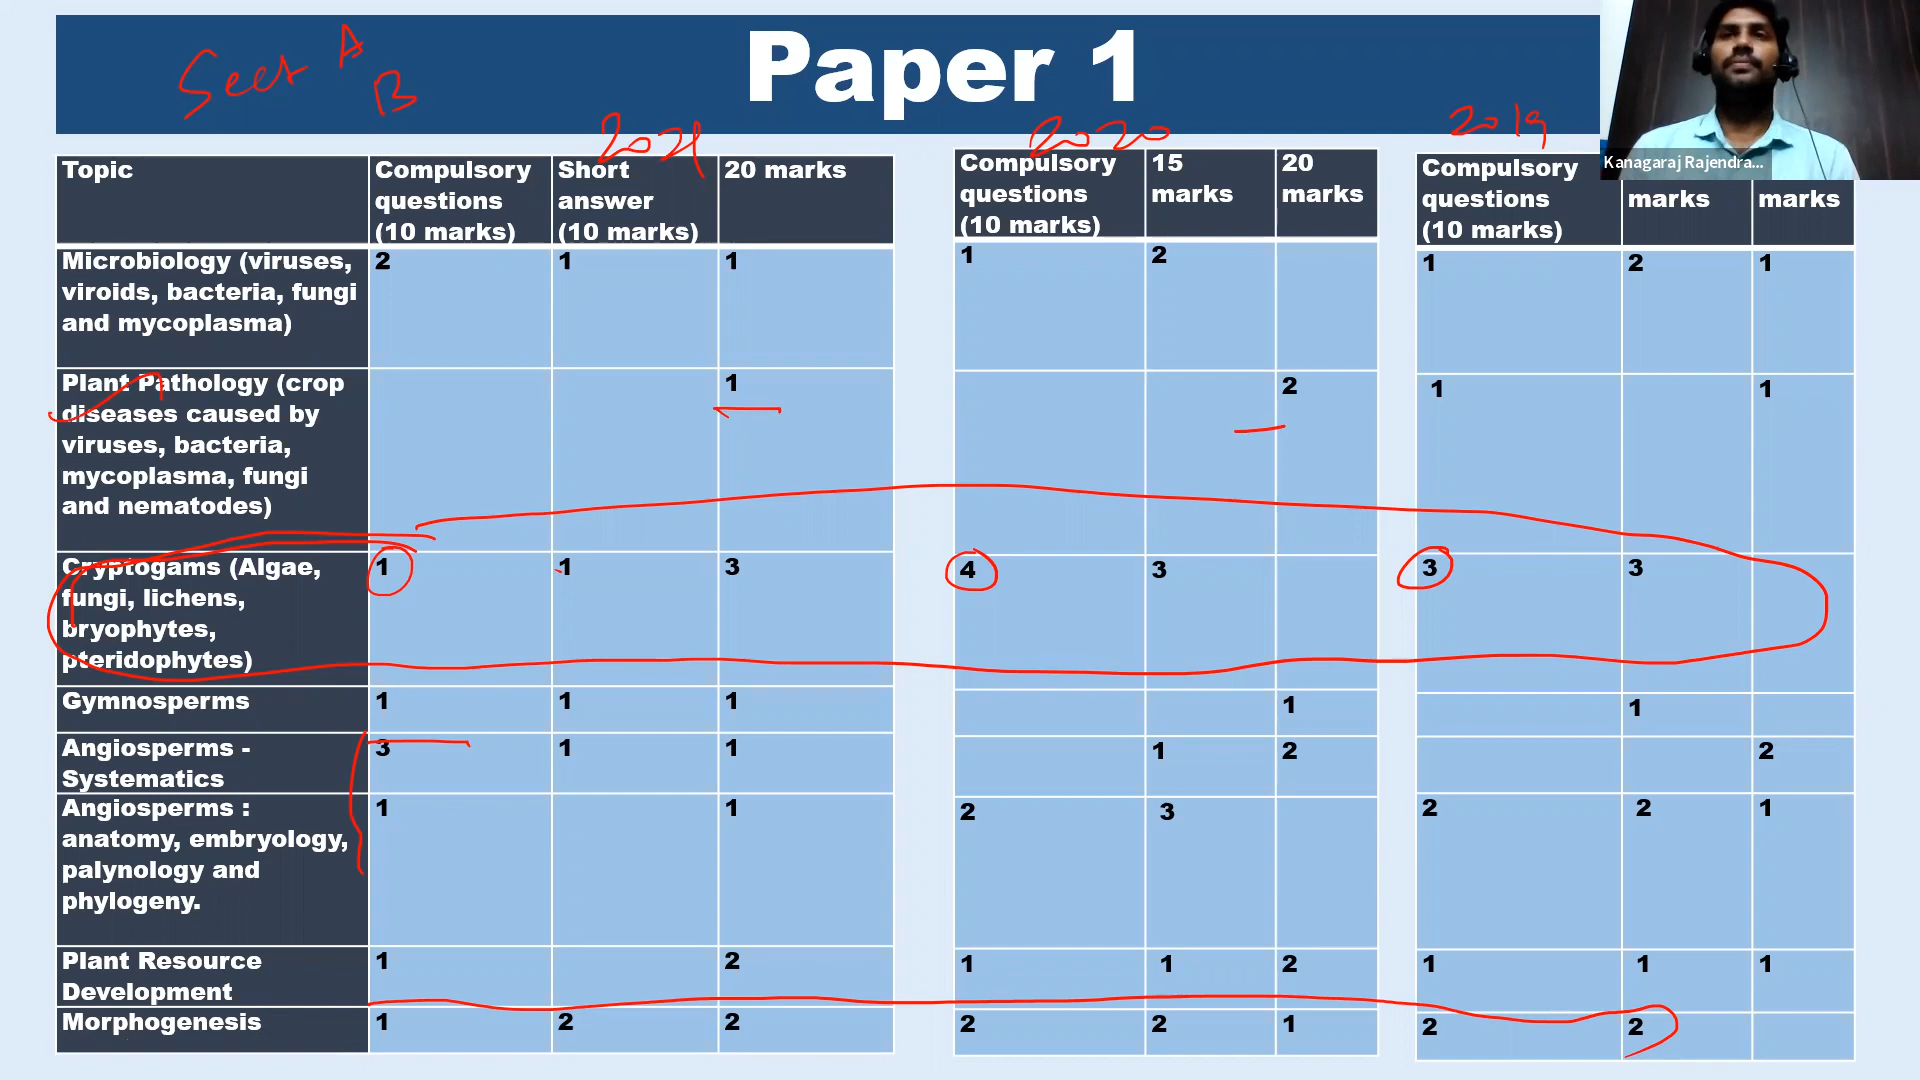 Sect A
B
Paper 1
2021
2020
2019
Kanagaraj Rajendra...
Topic
Compulsory questions (10 marks)
Short answer (10 marks)
20 marks
Compulsory questions (10 marks)
15 marks
20 marks
Compulsory questions (10 marks)
marks
marks
Microbiology (viruses,
viroids, bacteria, fungi
and mycoplasma)
2 1 1
1 2
1 2 1
Plant Pathology (crop
diseases caused by
viruses, bacteria,
mycoplasma, fungi
and nematodes)
1
2
1 1
Cryptogams (Algae,
fungi, lichens,
bryophytes,
pteridophytes)
1 1 3
4 3
3 3
Gymnosperms
1 1 1
1
1
Angiosperms -
Systematics
3 1 1
1 2
2
Angiosperms :
anatomy, embryology,
palynology and
phylogeny.
1 1
2 3
2 2 1
Plant Resource
Development
1 2
1 1 2
1 1 1
Morphogenesis
1 2 2
2 2 1
2 2